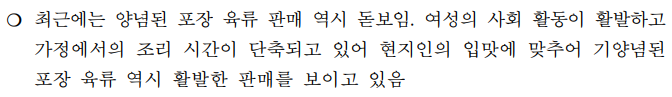 ❍ 최근에는 양념된 포장 육류 판매 역시 돋보임. 여성의 사회 활동이 활발하고
가정에서의 조리 시간이 단축되고 있어 현지인의 입맛에 맞추어 기양념된
포장 육류 역시 활발한 판매를 보이고 있음